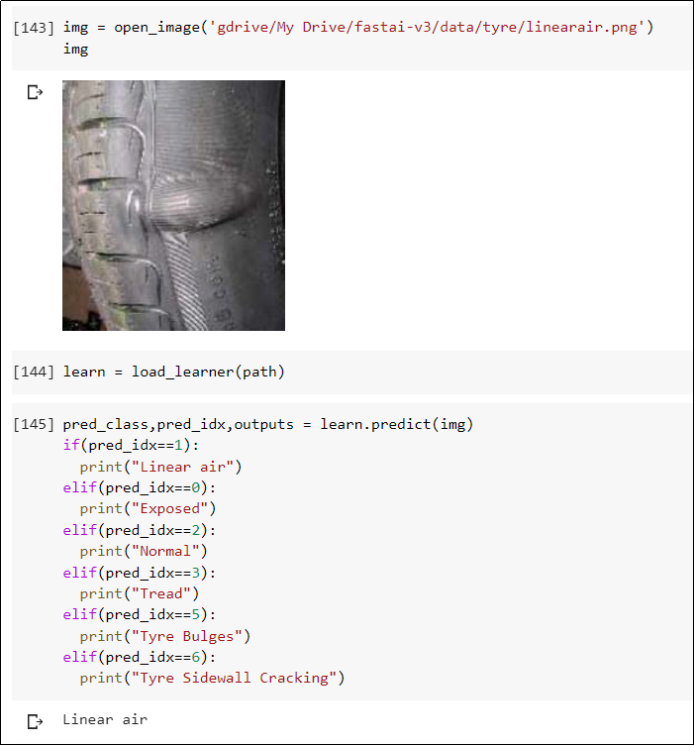 [143] img = open_image('gdrive/My Drive/fastai-v3/data/tyre/linearair.png')
img
[144] learn = load_learner(path)
[145] pred_class,pred_idx,outputs = learn.predict(img)
if(pred_idx==1):
  print("Linear air")
elif(pred_idx==0):
  print("Exposed")
elif(pred_idx==2):
  print("Normal")
elif(pred_idx==3):
  print("Tread")
elif(pred_idx==5):
  print("Tyre Bulges")
elif(pred_idx==6):
  print("Tyre Sidewall Cracking")
Linear air